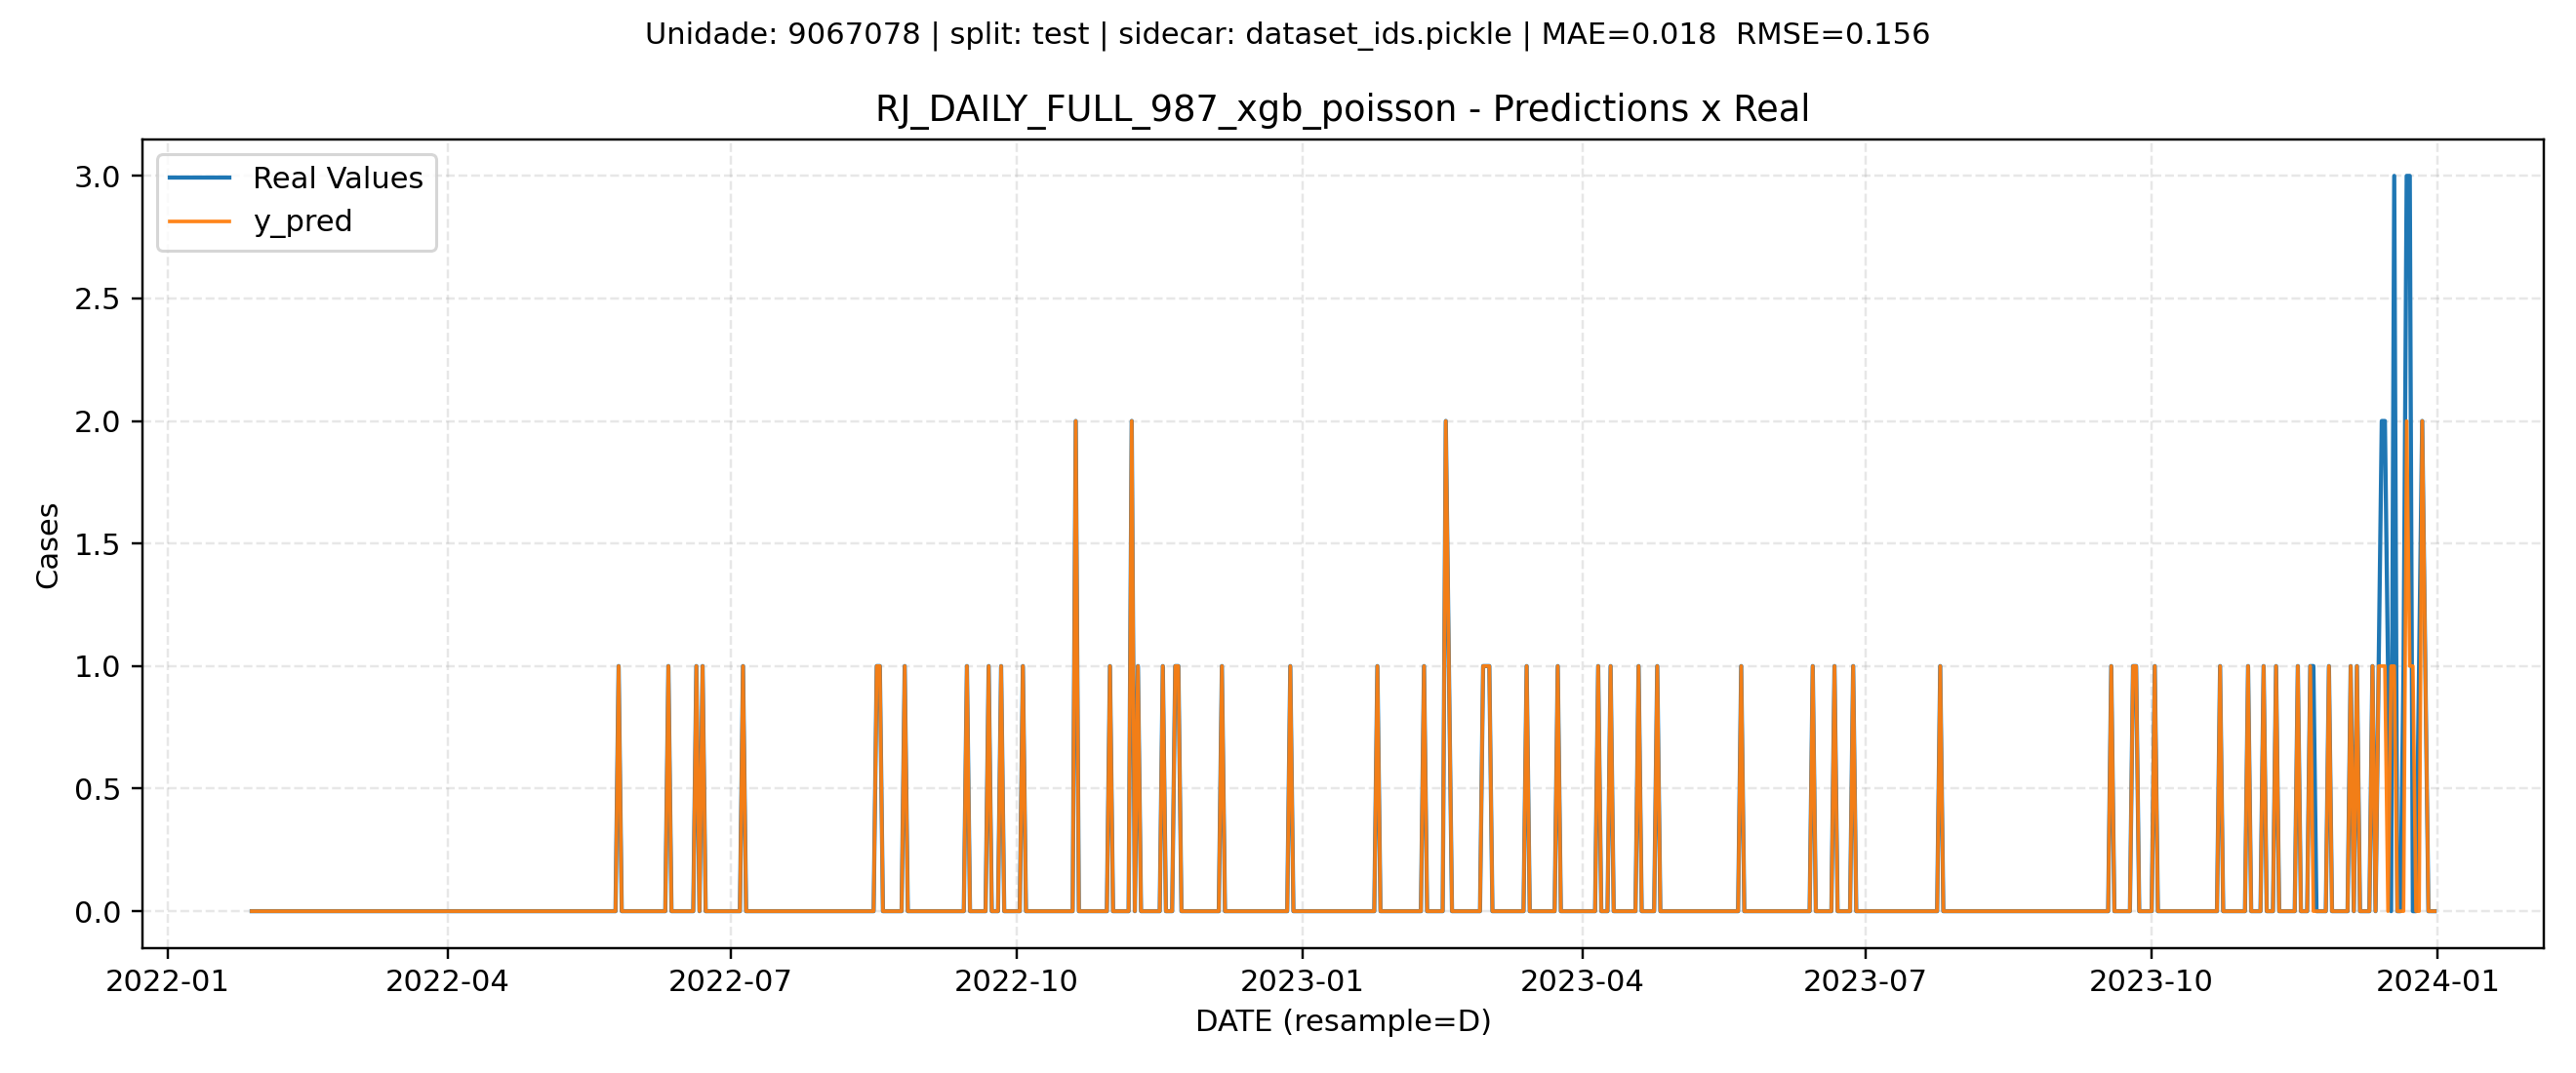 Unidade: 9067078 | split: test | sidecar: dataset_ids.pickle | MAE=0.018  RMSE=0.156
RJ_DAILY_FULL_987_xgb_poisson - Predictions x Real
Real Values
y_pred
3.0
2.5
2.0
1.5
1.0
0.5
0.0
Cases
2022-01
2022-04
2022-07
2022-10
2023-01
2023-04
2023-07
2023-10
2024-01
DATE (resample=D)